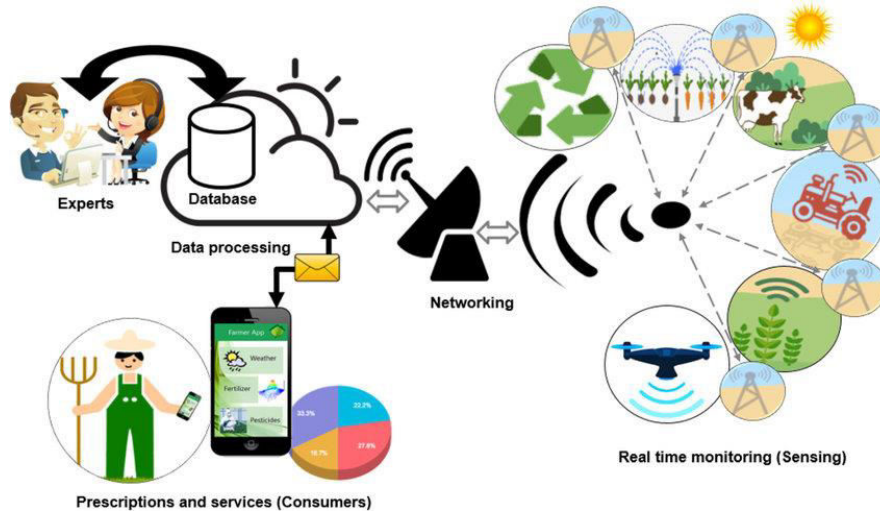 Experts
Database
Data processing
Networking
Farmer App
Weather
Fertilizer
Pesticides
33.3%
22.2%
16.7%
27.8%
Real time monitoring (Sensing)
Prescriptions and services (Consumers)